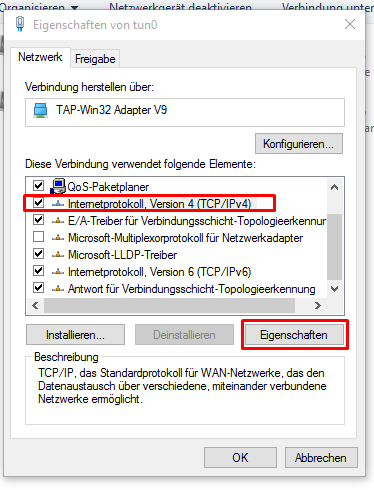 Organisieren
Netzwerkgerät deaktivieren
Verbindung unter
Eigenschaften von tun0
Netzwerk
Freigabe
Verbindung herstellen über:
TAP-Win32 Adapter V9
Konfigurieren...
Diese Verbindung verwendet folgende Elemente:
QoS-Paketplaner
Internetprotokoll, Version 4 (TCP/IPv4)
E/A-Treiber für Verbindungsschicht-Topologieerkennun
Microsoft-Multiplexorprotokoll für Netzwerkadapter
Microsoft-LLDP-Treiber
Internetprotokoll, Version 6 (TCP/IPv6)
Antwort für Verbindungsschicht-Topologieerkennung
Installieren...
Deinstallieren
Eigenschaften
Beschreibung
TCP/IP, das Standardprotokoll für WAN-Netzwerke, das den
Datenaustausch über verschiedene, miteinander verbundene
Netzwerke ermöglicht.
OK
Abbrechen